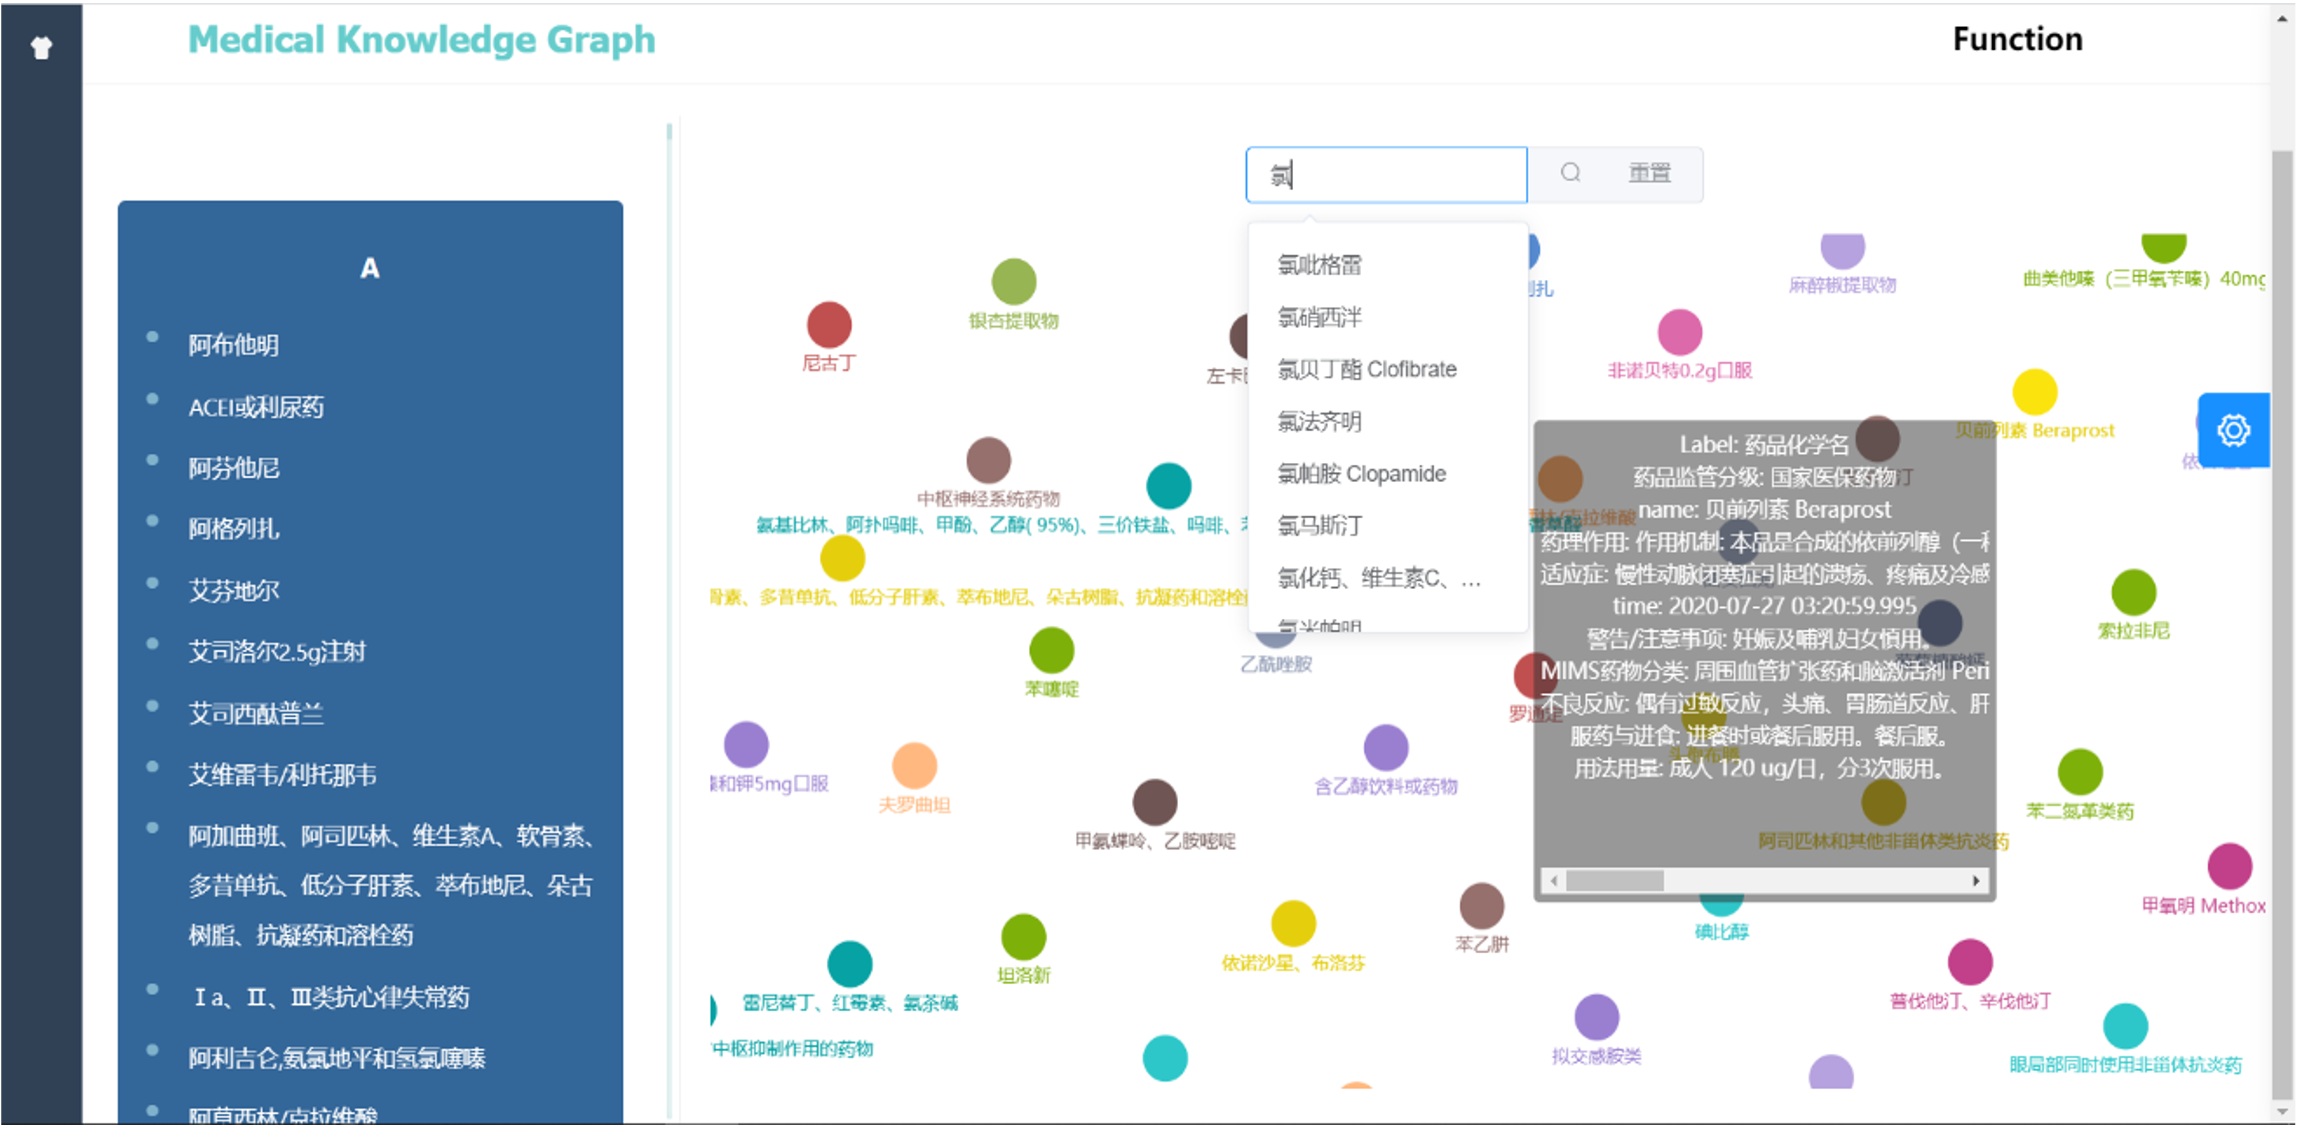 Medical Knowledge Graph
Function
A
阿布他明
ACEI或利尿药
阿芬他尼
阿格列扎
艾芬地尔
艾司洛尔2.5g注射
艾司西酞普兰
艾维雷韦/利托那韦
阿加曲班、阿司匹林、维生素A、软骨素、
多昔单抗、低分子肝素、萃布地尼、朵古
树脂、抗凝药和溶栓药
Ⅰa、Ⅱ、Ⅲ类抗心律失常药
阿利吉仑,氨氯地平和氢氯噻嗪
阿莫西林/克拉维酸
氯
重置
氯吡格雷
氯硝西泮
氯贝丁酯 Clofibrate
氯法齐明
氯帕胺 Clopamide
氯马斯汀
氯化钙、维生素C、...
氯米帕明
银杏提取物
尼古丁
左卡
列扎
麻醉椒提取物
曲美他嗪（三甲氧苄嗪）40mg
非诺贝特0.2g口服
贝前列素 Beraprost
中枢神经系统药物
氨基比林、阿扑吗啡、甲酚、乙醇( 95%)、三价铁盐、吗啡、
骨素、多昔单抗、低分子肝素、萃布地尼、朵古树脂、抗凝药和溶栓
Label: 药品化学名
药品监管分级: 国家医保药物
name: 贝前列素 Beraprost
药理作用: 作用机制: 本品是合成的依前列醇（一
适应症: 慢性动脉闭塞症引起的溃疡、疼痛及冷感
time: 2020-07-27 03:20:59.995
警告/注意事项: 妊娠及哺乳妇女慎用。
MIMS药物分类: 周围血管扩张药和脑激活剂 Peri
不良反应: 偶有过敏反应，头痛、胃肠道反应、肝
服药与进食: 进餐时或餐后服用。餐后服。
用法用量: 成人 120 ug/日，分3次服用。
克拉维酸
索拉非尼
苯噻啶
乙酰唑胺
罗通定
嗪和钾5mg口服
夫罗曲坦
甲氨蝶呤、乙胺嘧啶
含乙醇饮料或药物
苯二氮䓬类药
阿司匹林和其他非甾体类抗炎药
甲氧明 Methox
碘比醇
苯乙肼
依诺沙星、布洛芬
坦洛新
雷尼替丁、红霉素、氨茶碱
中枢抑制作用的药物
拟交感胺类
普伐他汀、辛伐他汀
眼局部同时使用非甾体抗炎药